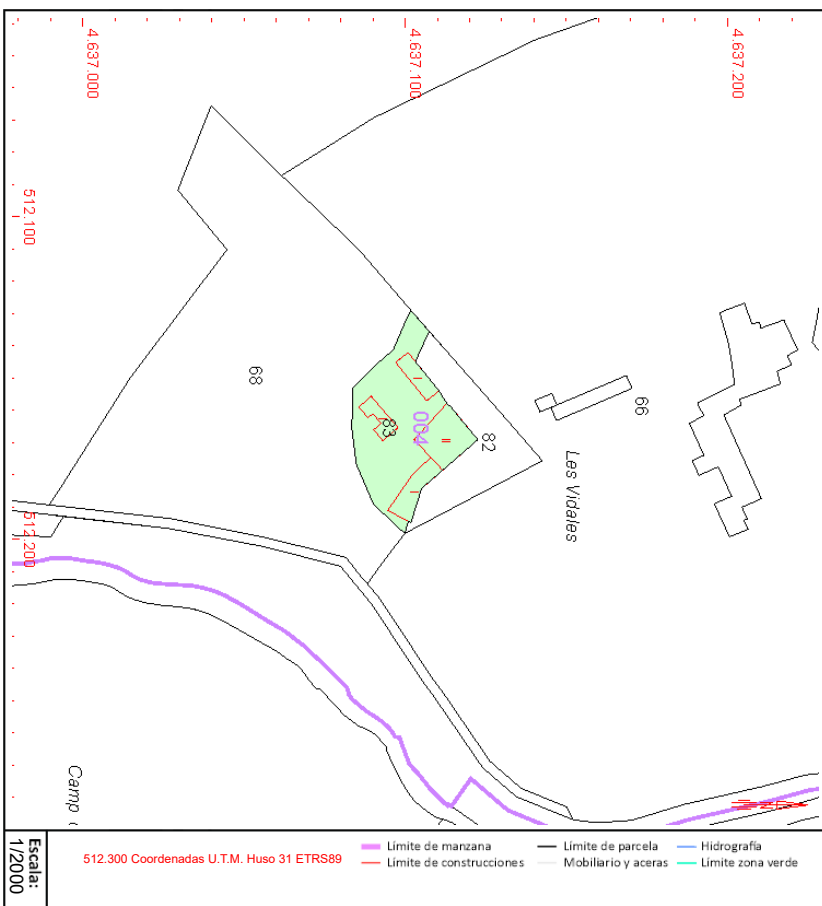 4.637.000
4.637.100
4.637.200
512.100
512.200
68
83
004
82
66
Les Vidales
Camp
Escala:
1/2000
512.300 Coordenadas U.T.M. Huso 31 ETRS89
Límite de manzana
Límite de parcela
Hidrografía
Límite de construcciones
Mobiliario y aceras
Límite zona verde
I
II
I